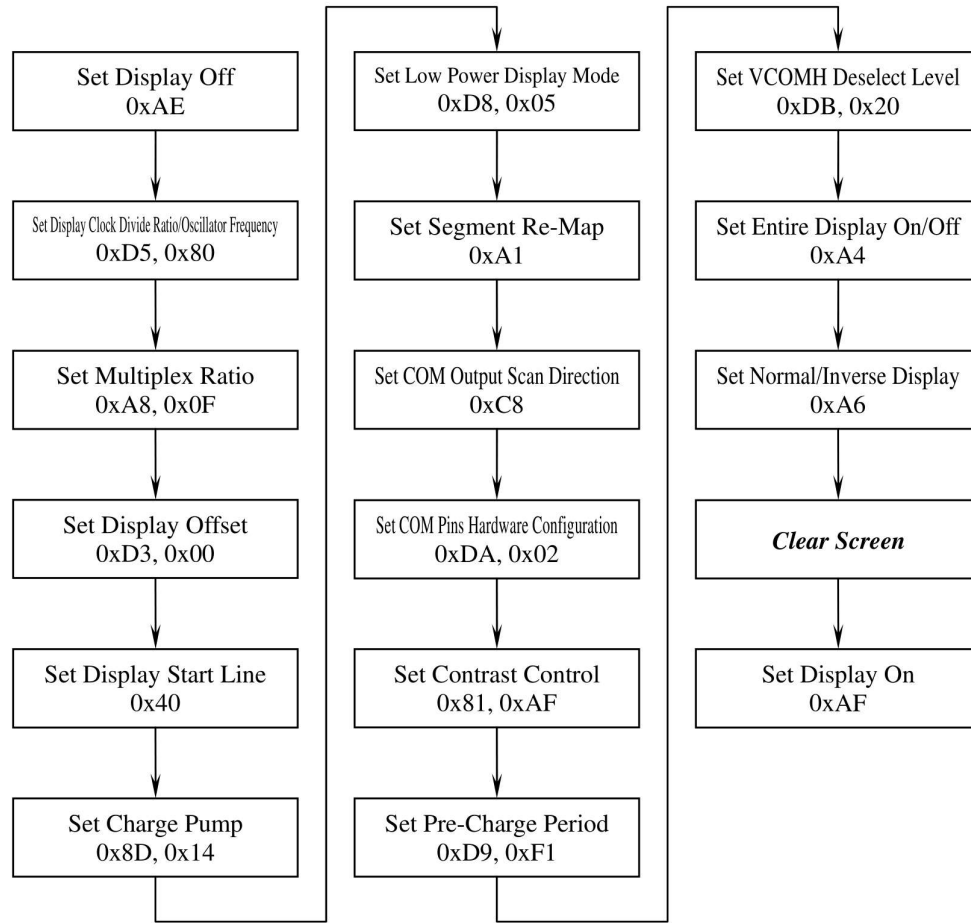 Set Display Off
0xAE
Set Display Clock Divide Ratio/Oscillator Frequency
0xD5, 0x80
Set Multiplex Ratio
0xA8, 0x0F
Set Display Offset
0xD3, 0x00
Set Display Start Line
0x40
Set Charge Pump
0x8D, 0x14
Set Low Power Display Mode
0xD8, 0x05
Set Segment Re-Map
0xA1
Set COM Output Scan Direction
0xC8
Set COM Pins Hardware Configuration
0xDA, 0x02
Set Contrast Control
0x81, 0xAF
Set Pre-Charge Period
0xD9, 0xF1
Set VCOMH Deselect Level
0xDB, 0x20
Set Entire Display On/Off
0xA4
Set Normal/Inverse Display
0xA6
Clear Screen
Set Display On
0xAF